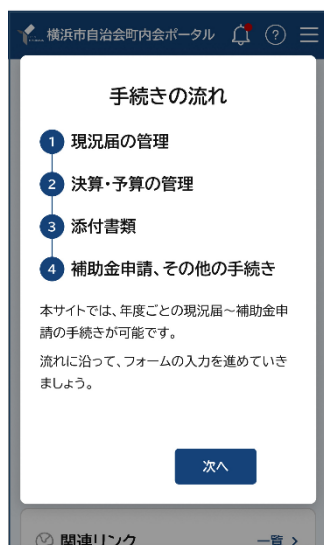 横浜市自治会町内会ポータル
?
手続きの流れ
1 現況届の管理
2 決算・予算の管理
3 添付書類
4 補助金申請、その他の手続き
本サイトでは、年度ごとの現況届～補助金申
請の手続きが可能です。
流れに沿って、フォームの入力を進めていき
ましょう。
次へ
関連リンク 一覧 >